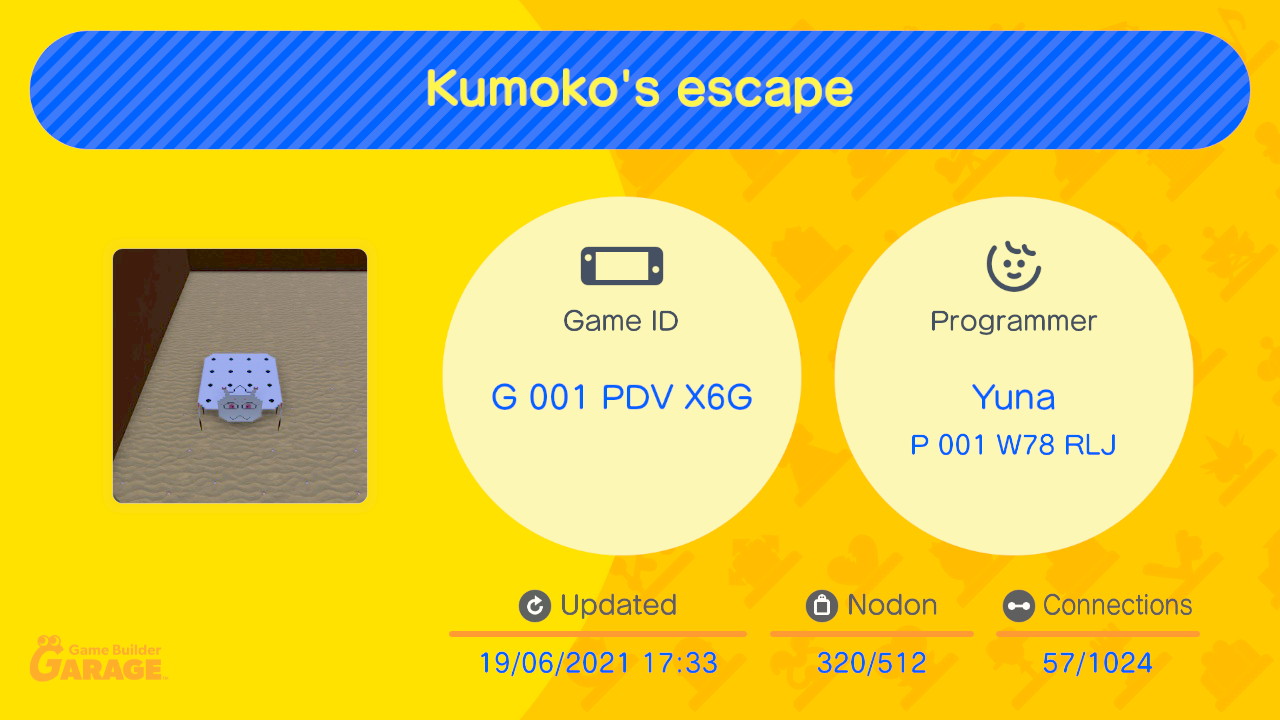 Kumoko's escape
Game ID
G 001 PDV X6G
Programmer
Yuna
P 001 W78 RLJ
Updated
19/06/2021 17:33
Nodon
320/512
Connections
57/1024
Game Builder
GARAGE